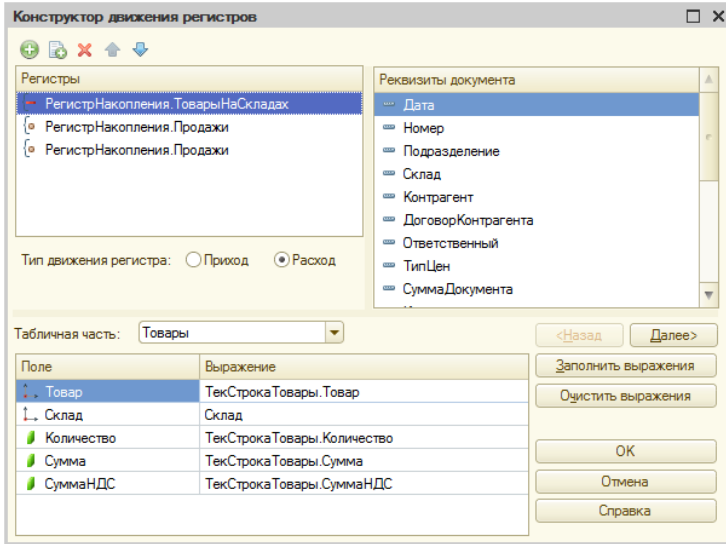 Конструктор движения регистров
Регистры
РегистрНакопления.ТоварыНаСкладах
РегистрНакопления.Продажи
РегистрНакопления.Продажи
Тип движения регистра: Приход Расход
Реквизиты документа
Дата
Номер
Подразделение
Склад
Контрагент
ДоговорКонтрагента
Ответственный
ТипЦен
СуммаДокумента
Табличная часть: Товары
<Назад Далее>
Поле Выражение
Товар ТекСтрокаТовары.Товар
Склад Склад
Количество ТекСтрокаТовары.Количество
Сумма ТекСтрокаТовары.Сумма
СуммаНДС ТекСтрокаТовары.СуммаНДС
Заполнить выражения
Очистить выражения
OK
Отмена
Справка